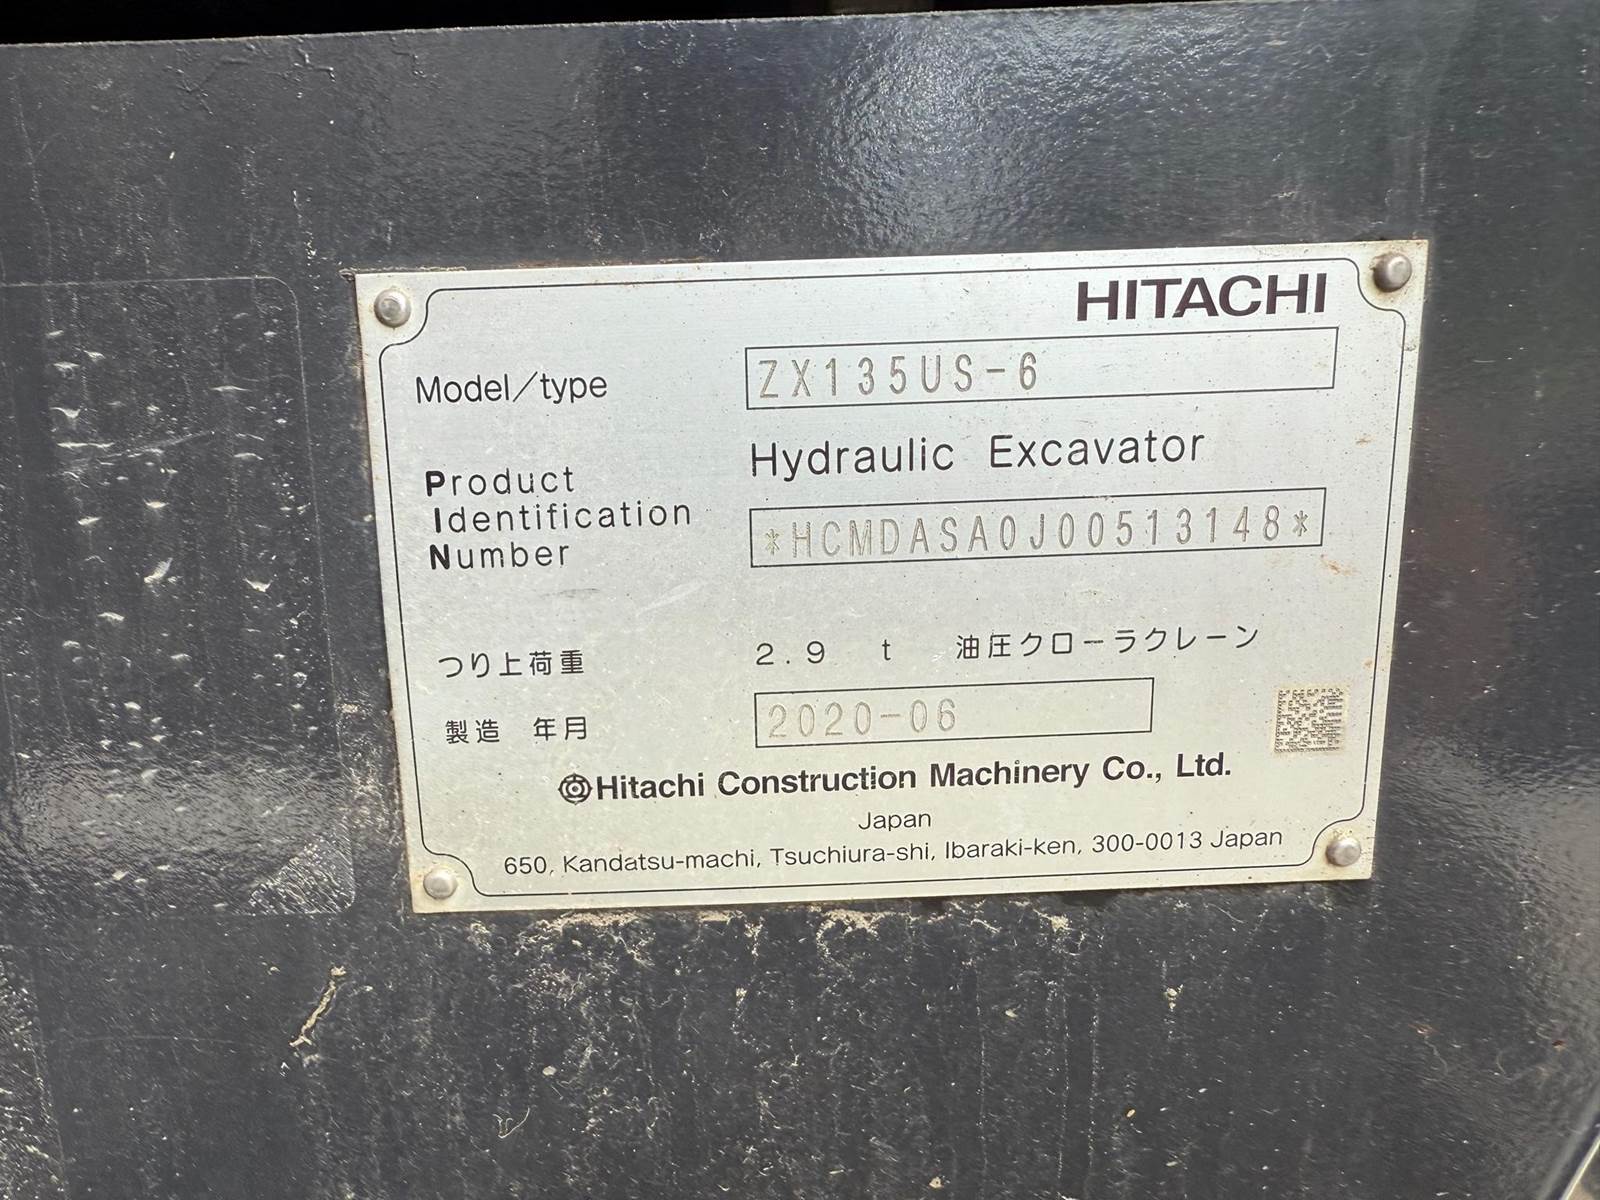 HITACHI
Model/type ZX135US-6
Hydraulic Excavator
Product
Identification
Number *HCMDASA0J00513148*
つり上荷重 2.9 t 油圧クローラクレーン
製造 年月 2020-06
Hitachi Construction Machinery Co., Ltd.
Japan
650, Kandatsu-machi, Tsuchiura-shi, Ibaraki-ken, 300-0013 Japan